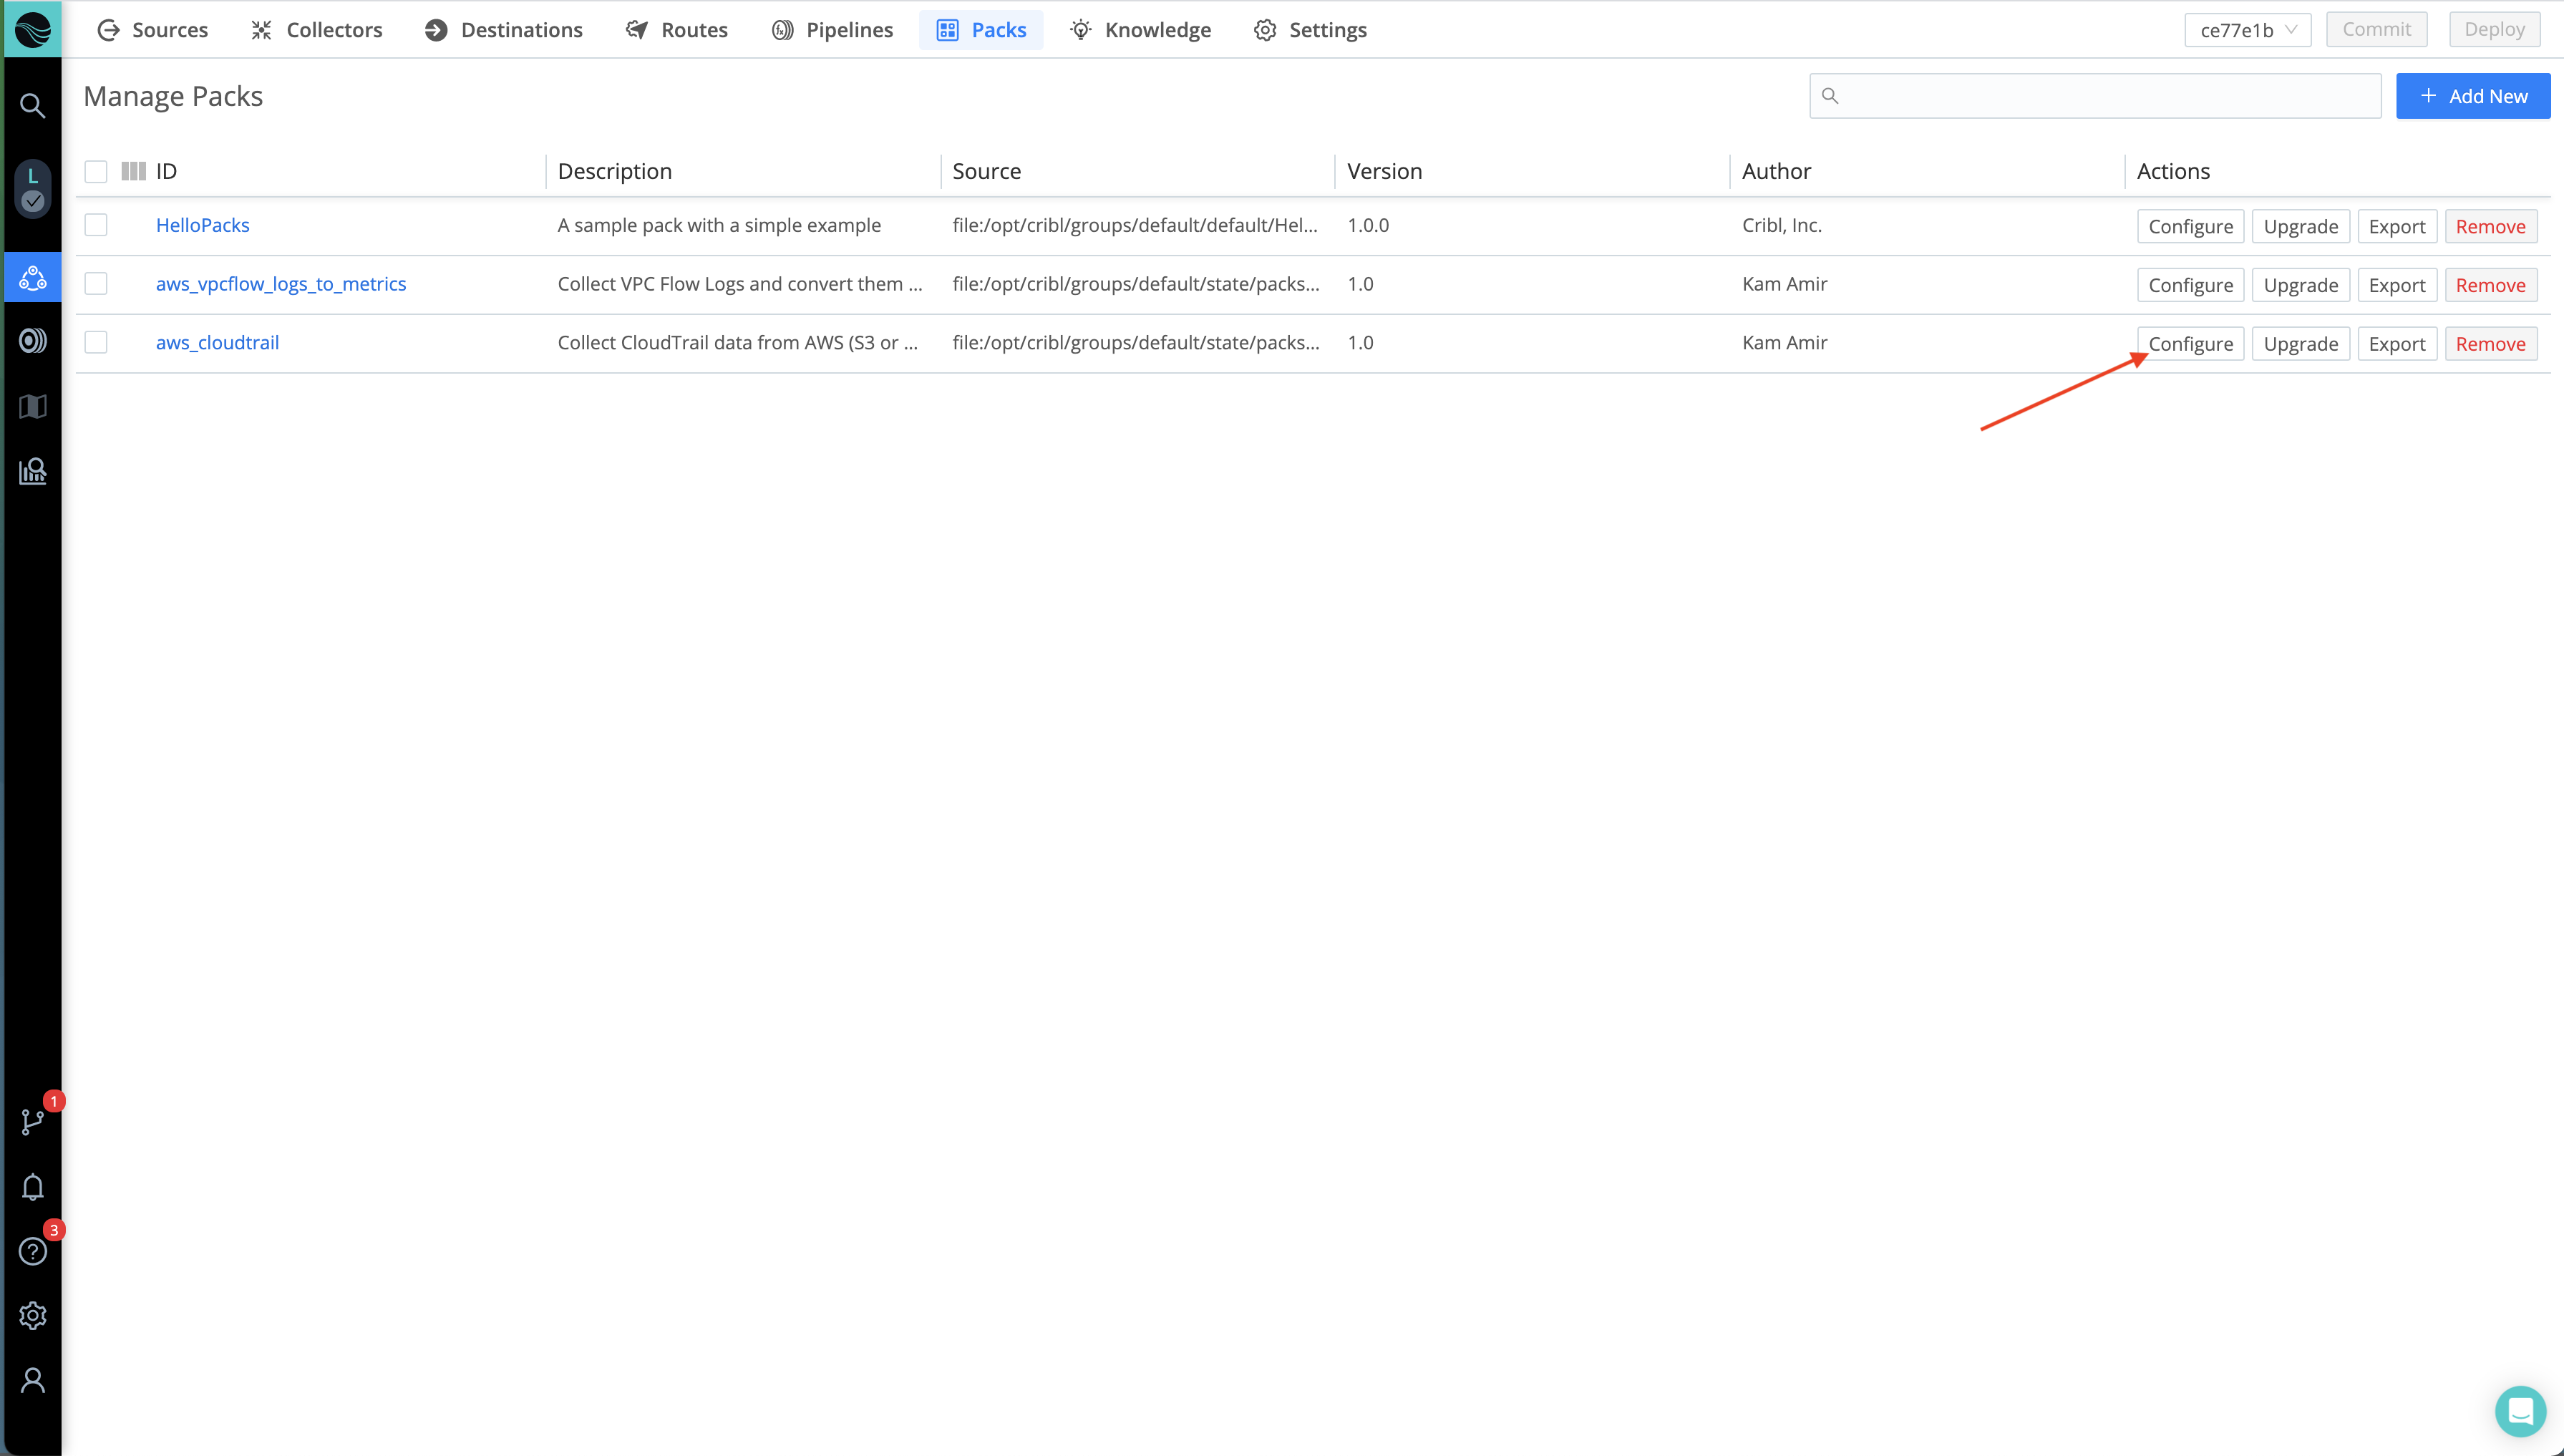 Sources Collectors Destinations Routes Pipelines Packs Knowledge Settings ce77e1b Commit Deploy
Manage Packs
+ Add New
L
ID Description Source Version Author Actions
HelloPacks A sample pack with a simple example file:/opt/cribl/groups/default/default/Hel... 1.0.0 Cribl, Inc. Configure Upgrade Export Remove
aws_vpcflow_logs_to_metrics Collect VPC Flow Logs and convert them ... file:/opt/cribl/groups/default/state/packs... 1.0 Kam Amir Configure Upgrade Export Remove
aws_cloudtrail Collect CloudTrail data from AWS (S3 or ... file:/opt/cribl/groups/default/state/packs... 1.0 Kam Amir Configure Upgrade Export Remove
1
3